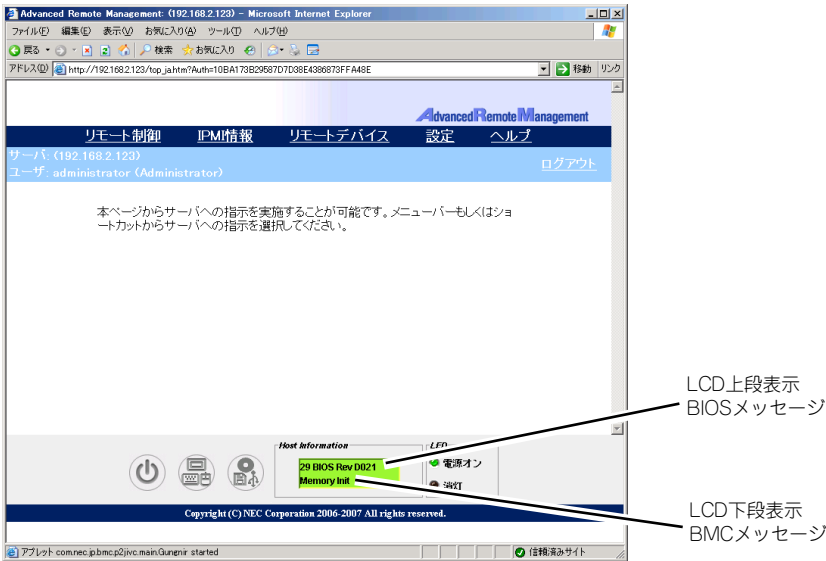 Advanced Remote Management: (192.168.2.123) - Microsoft Internet Explorer
ファイル(F) 編集(E) 表示(V) お気に入り(A) ツール(T) ヘルプ(H)
戻る 検索 お気に入り
アドレス(D) http://192.168.2.123/top_ja.htm?Auth=10BA173B29587D7D38E4386873FFA48E 移動 リンク
Advanced Remote Management
リモート制御 IPMI情報 リモートデバイス 設定 ヘルプ
サーバ: (192.168.2.123)
ログアウト
ユーザ: administrator (Administrator)
本ページからサーバへの指示を実施することが可能です。メニューバーもしくはショ
ートカットからサーバへの指示を選択してください。
LCD上段表示
BIOSメッセージ
Host Information
LED
29 BIOS Rev D021
電源オン
Memory Init
消灯
LCD下段表示
BMCメッセージ
Copyright (C) NEC Corporation 2006-2007 All rights reserved.
アプレット com.nec.jp.bmc.p2jivc.main.Gungnir started 信頼済みサイト